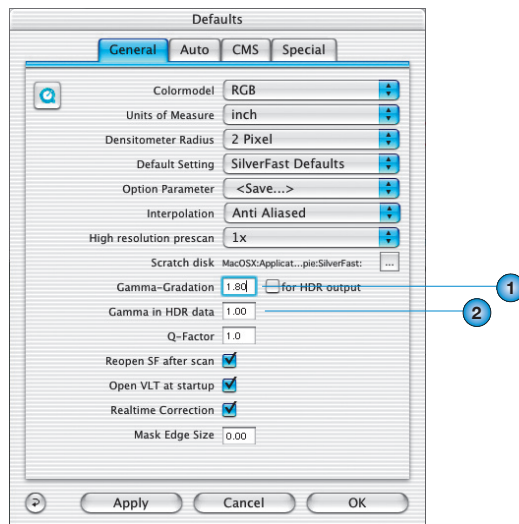 Defaults
General Auto CMS Special
Colormodel RGB
Units of Measure inch
Densitometer Radius 2 Pixel
Default Setting SilverFast Defaults
Option Parameter <Save...>
Interpolation Anti Aliased
High resolution prescan 1x
Scratch disk MacOSX:Applicat...pie:SilverFast: ...
Gamma-Gradation 1.80 for HDR output 1
Gamma in HDR data 1.00 2
Q-Factor 1.0
Reopen SF after scan
Open VLT at startup
Realtime Correction
Mask Edge Size 0.00
Apply Cancel OK